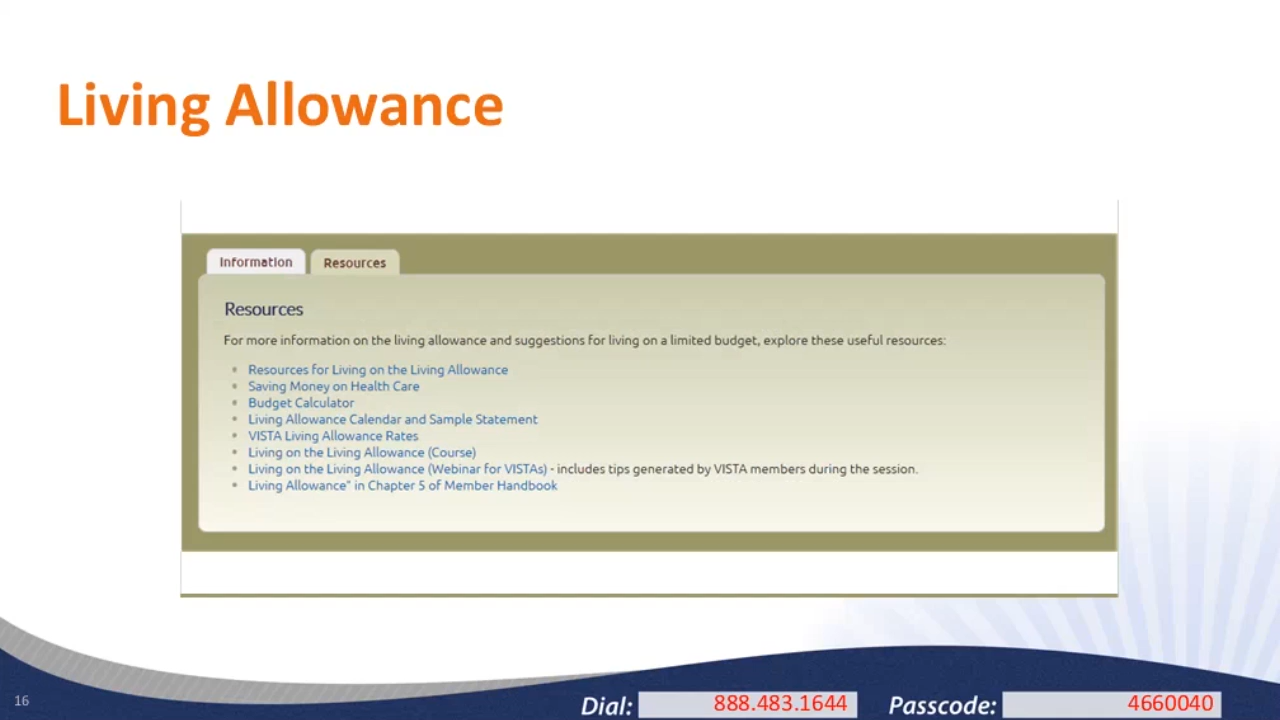 Living Allowance
Information Resources
Resources
For more information on the living allowance and suggestions for living on a limited budget, explore these useful resources:
Resources for Living on the Living Allowance
Saving Money on Health Care
Budget Calculator
Living Allowance Calendar and Sample Statement
VISTA Living Allowance Rates
Living on the Living Allowance (Course)
Living on the Living Allowance (Webinar for VISTAs) - includes tips generated by VISTA members during the session.
Living Allowance" in Chapter 5 of Member Handbook
16
Dial: 888.483.1644 Passcode: 4660040